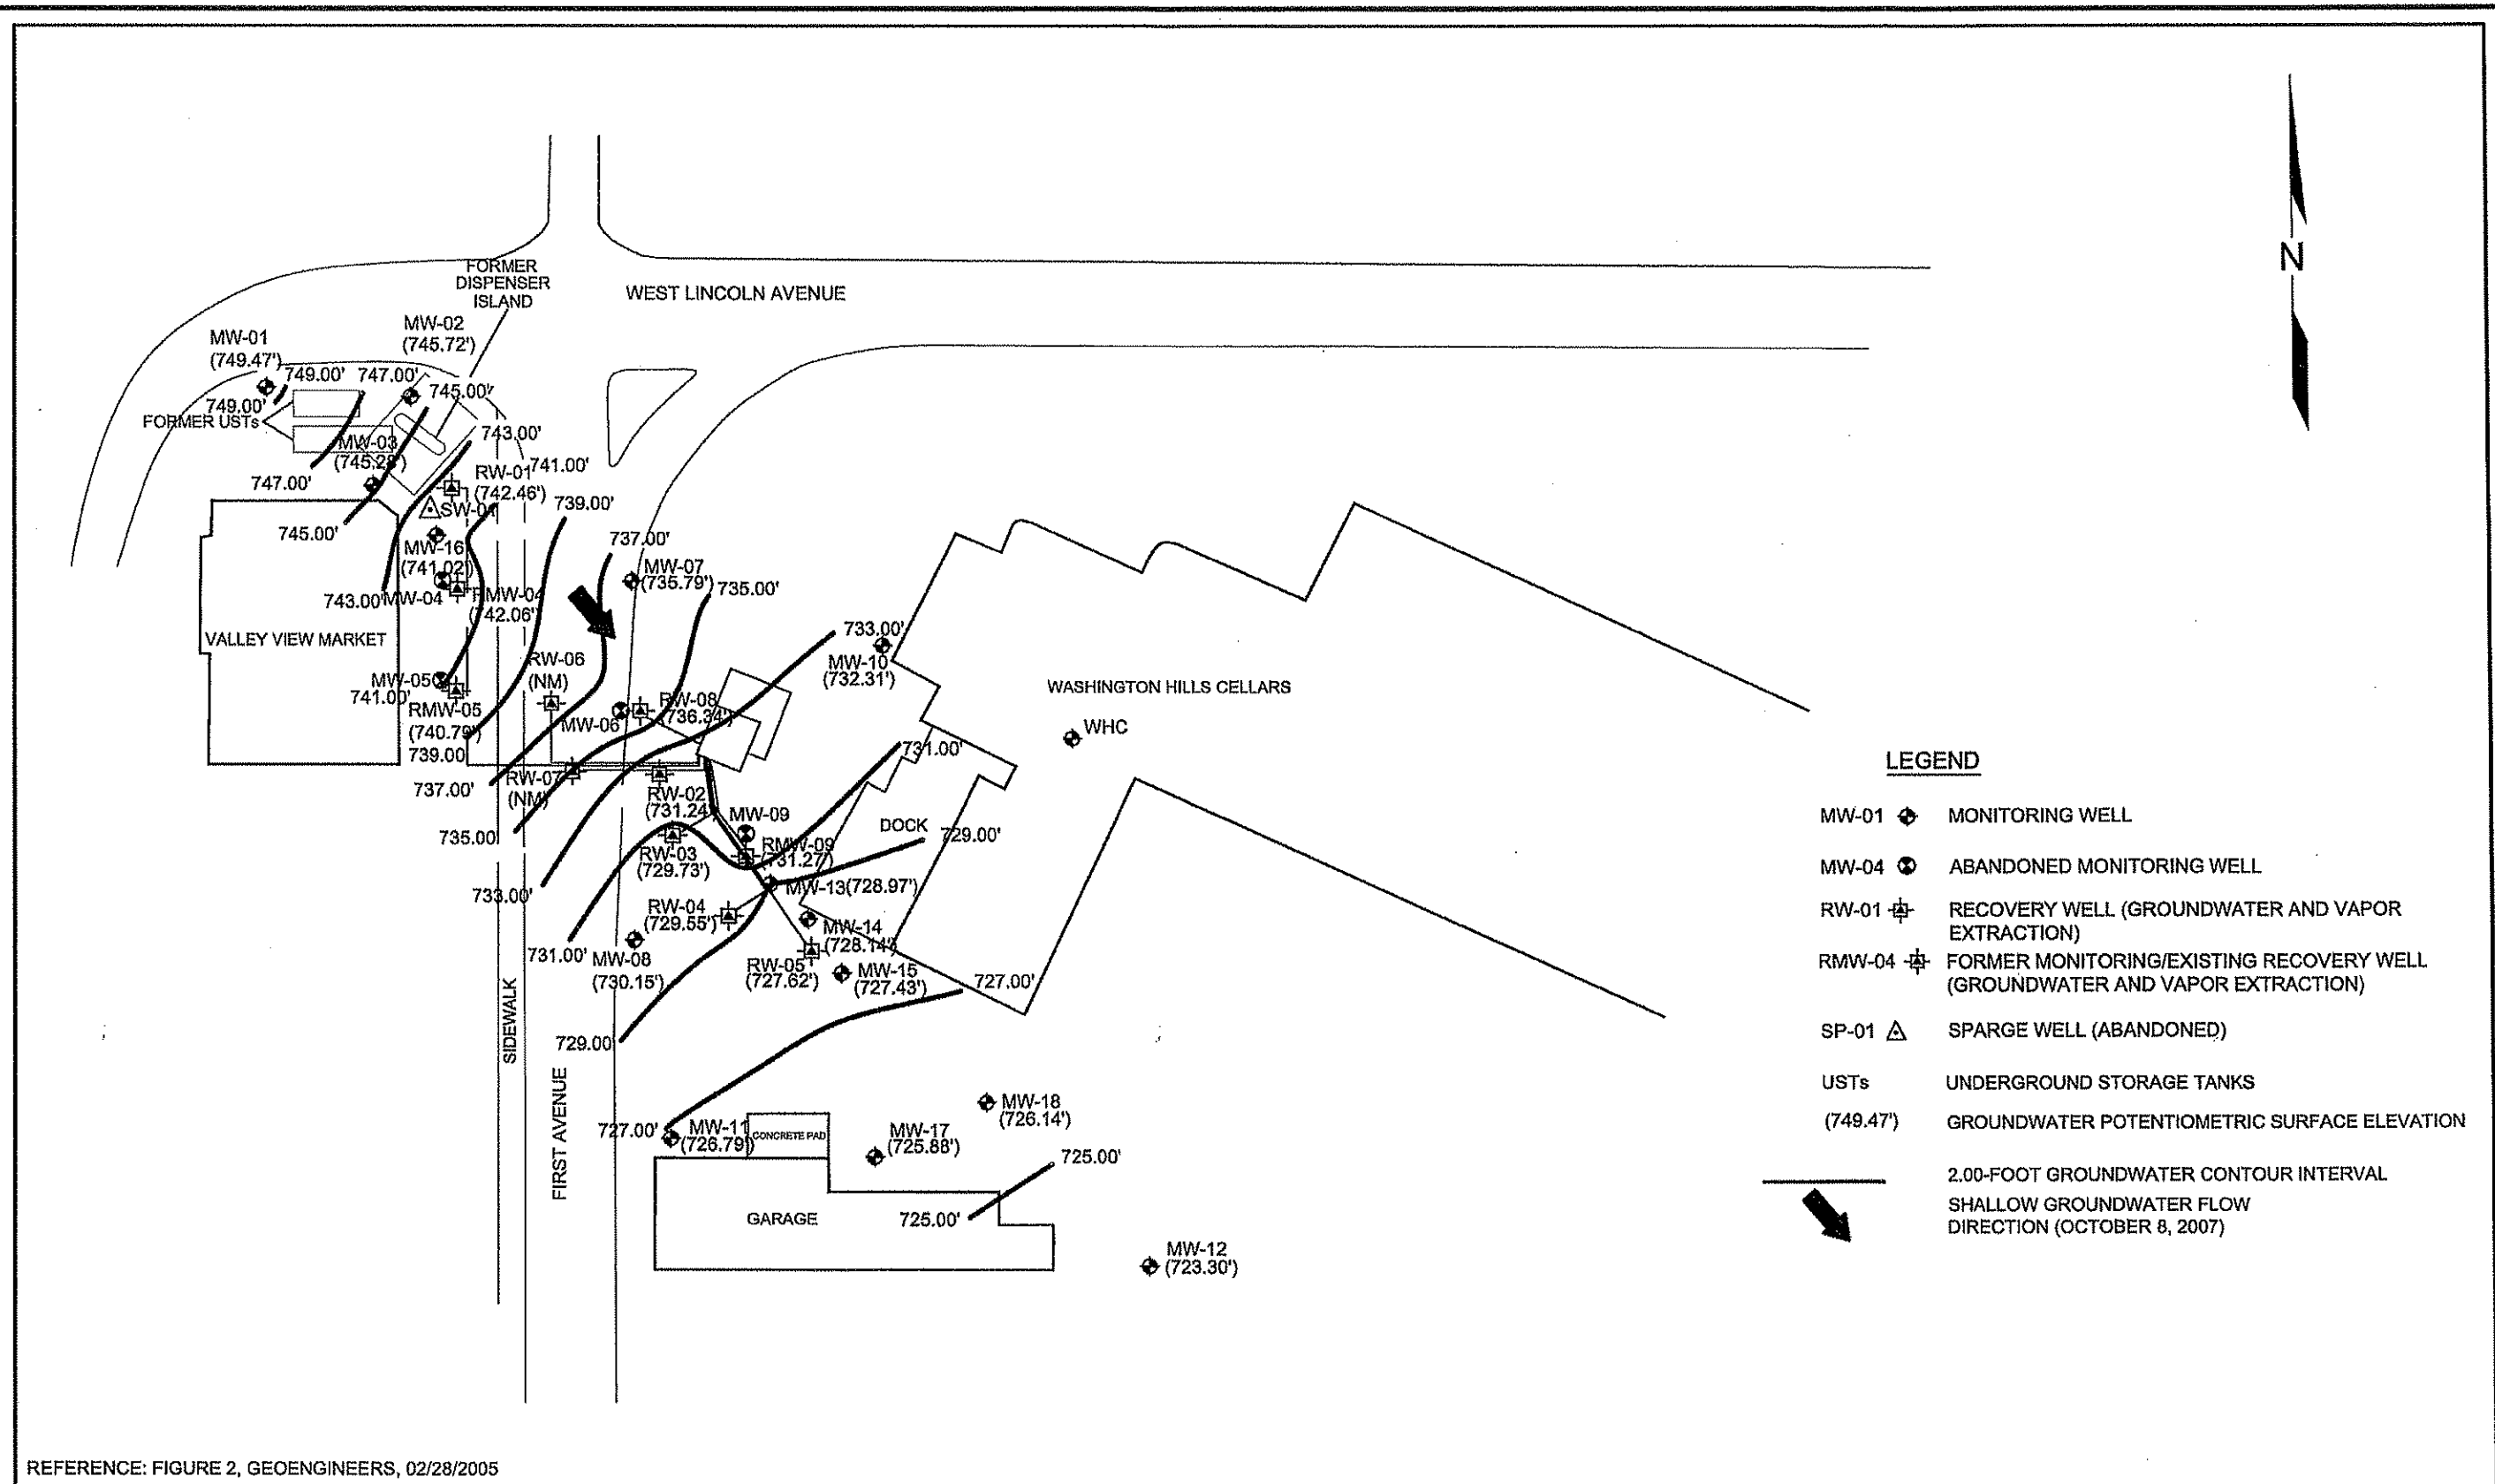 FORMER
DISPENSER
ISLAND
WEST LINCOLN AVENUE
N
MW-01
(749.47')
MW-02
(745.72')
749.00'
747.00'
745.00'
749.00'
FORMER USTs
743.00'
MW-03
(745.28')
RW-01
(742.46')
741.00'
747.00'
SW-01
739.00'
745.00'
MW-16
(741.02')
737.00'
MW-07
(735.79')
735.00'
743.00'
MW-04
RMW-04
(742.06')
VALLEY VIEW MARKET
733.00'
MW-10
(732.31')
RW-06
(NM)
MW-05
741.00'
RMW-05
(740.79')
MW-06
RW-08
(736.34')
WASHINGTON HILLS CELLARS
WHC
739.00
731.00'
RW-07
(NM)
737.00'
RW-02
(731.24')
MW-09
735.00'
DOCK
729.00'
RW-03
(729.73')
RMW-09
(731.27')
733.00'
MW-13(728.97')
RW-04
(729.55')
MW-14
(728.14')
731.00'
MW-08
(730.15')
RW-05
(727.62')
MW-15
(727.43')
727.00'
SIDEWALK
729.00
FIRST AVENUE
MW-18
(726.14')
727.00'
MW-11
(726.79')
CONCRETE PAD
MW-17
(725.88')
725.00'
GARAGE
725.00'
MW-12
(723.30')
LEGEND
MW-01 MONITORING WELL
MW-04 ABANDONED MONITORING WELL
RW-01 RECOVERY WELL (GROUNDWATER AND VAPOR
EXTRACTION)
RMW-04 FORMER MONITORING/EXISTING RECOVERY WELL
(GROUNDWATER AND VAPOR EXTRACTION)
SP-01 SPARGE WELL (ABANDONED)
USTs UNDERGROUND STORAGE TANKS
(749.47') GROUNDWATER POTENTIOMETRIC SURFACE ELEVATION
2.00-FOOT GROUNDWATER CONTOUR INTERVAL
SHALLOW GROUNDWATER FLOW
DIRECTION (OCTOBER 8, 2007)
REFERENCE: FIGURE 2, GEOENGINEERS, 02/28/2005